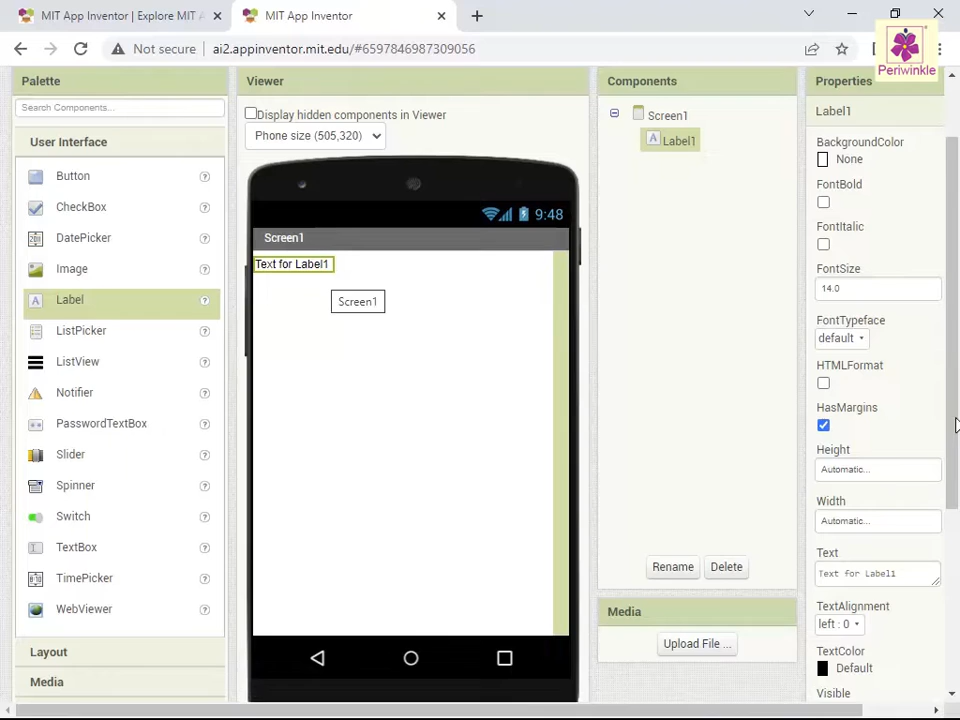 MIT App Inventor | Explore MIT A
MIT App Inventor
Not secure
ai2.appinventor.mit.edu/#6597846987309056
Periwinkle
Palette
Search Components...
User Interface
Button
CheckBox
DatePicker
Image
Label
ListPicker
ListView
Notifier
PasswordTextBox
Slider
Spinner
Switch
TextBox
TimePicker
WebViewer
Layout
Media
Viewer
Display hidden components in Viewer
Phone size (505,320)
9:48
Screen1
Text for Label1
Screen1
Components
Screen1
A Label1
Rename
Delete
Media
Upload File ...
Properties
Label1
BackgroundColor
None
FontBold
FontItalic
FontSize
14.0
FontTypeface
default
HTMLFormat
HasMargins
Height
Automatic...
Width
Automatic...
Text
Text for Label1
TextAlignment
left : 0
TextColor
Default
Visible